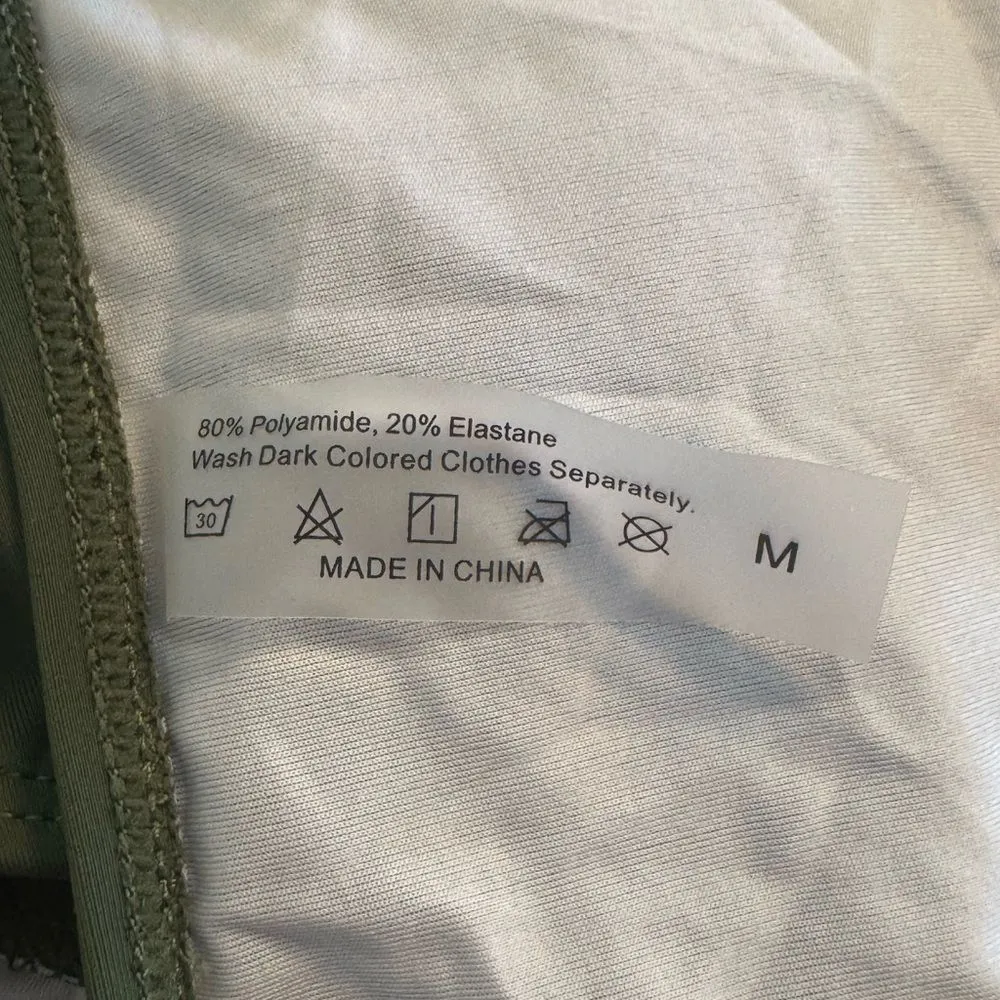 80% Polyamide, 20% Elastane
Wash Dark Colored Clothes Separately.
30
M
MADE IN CHINA